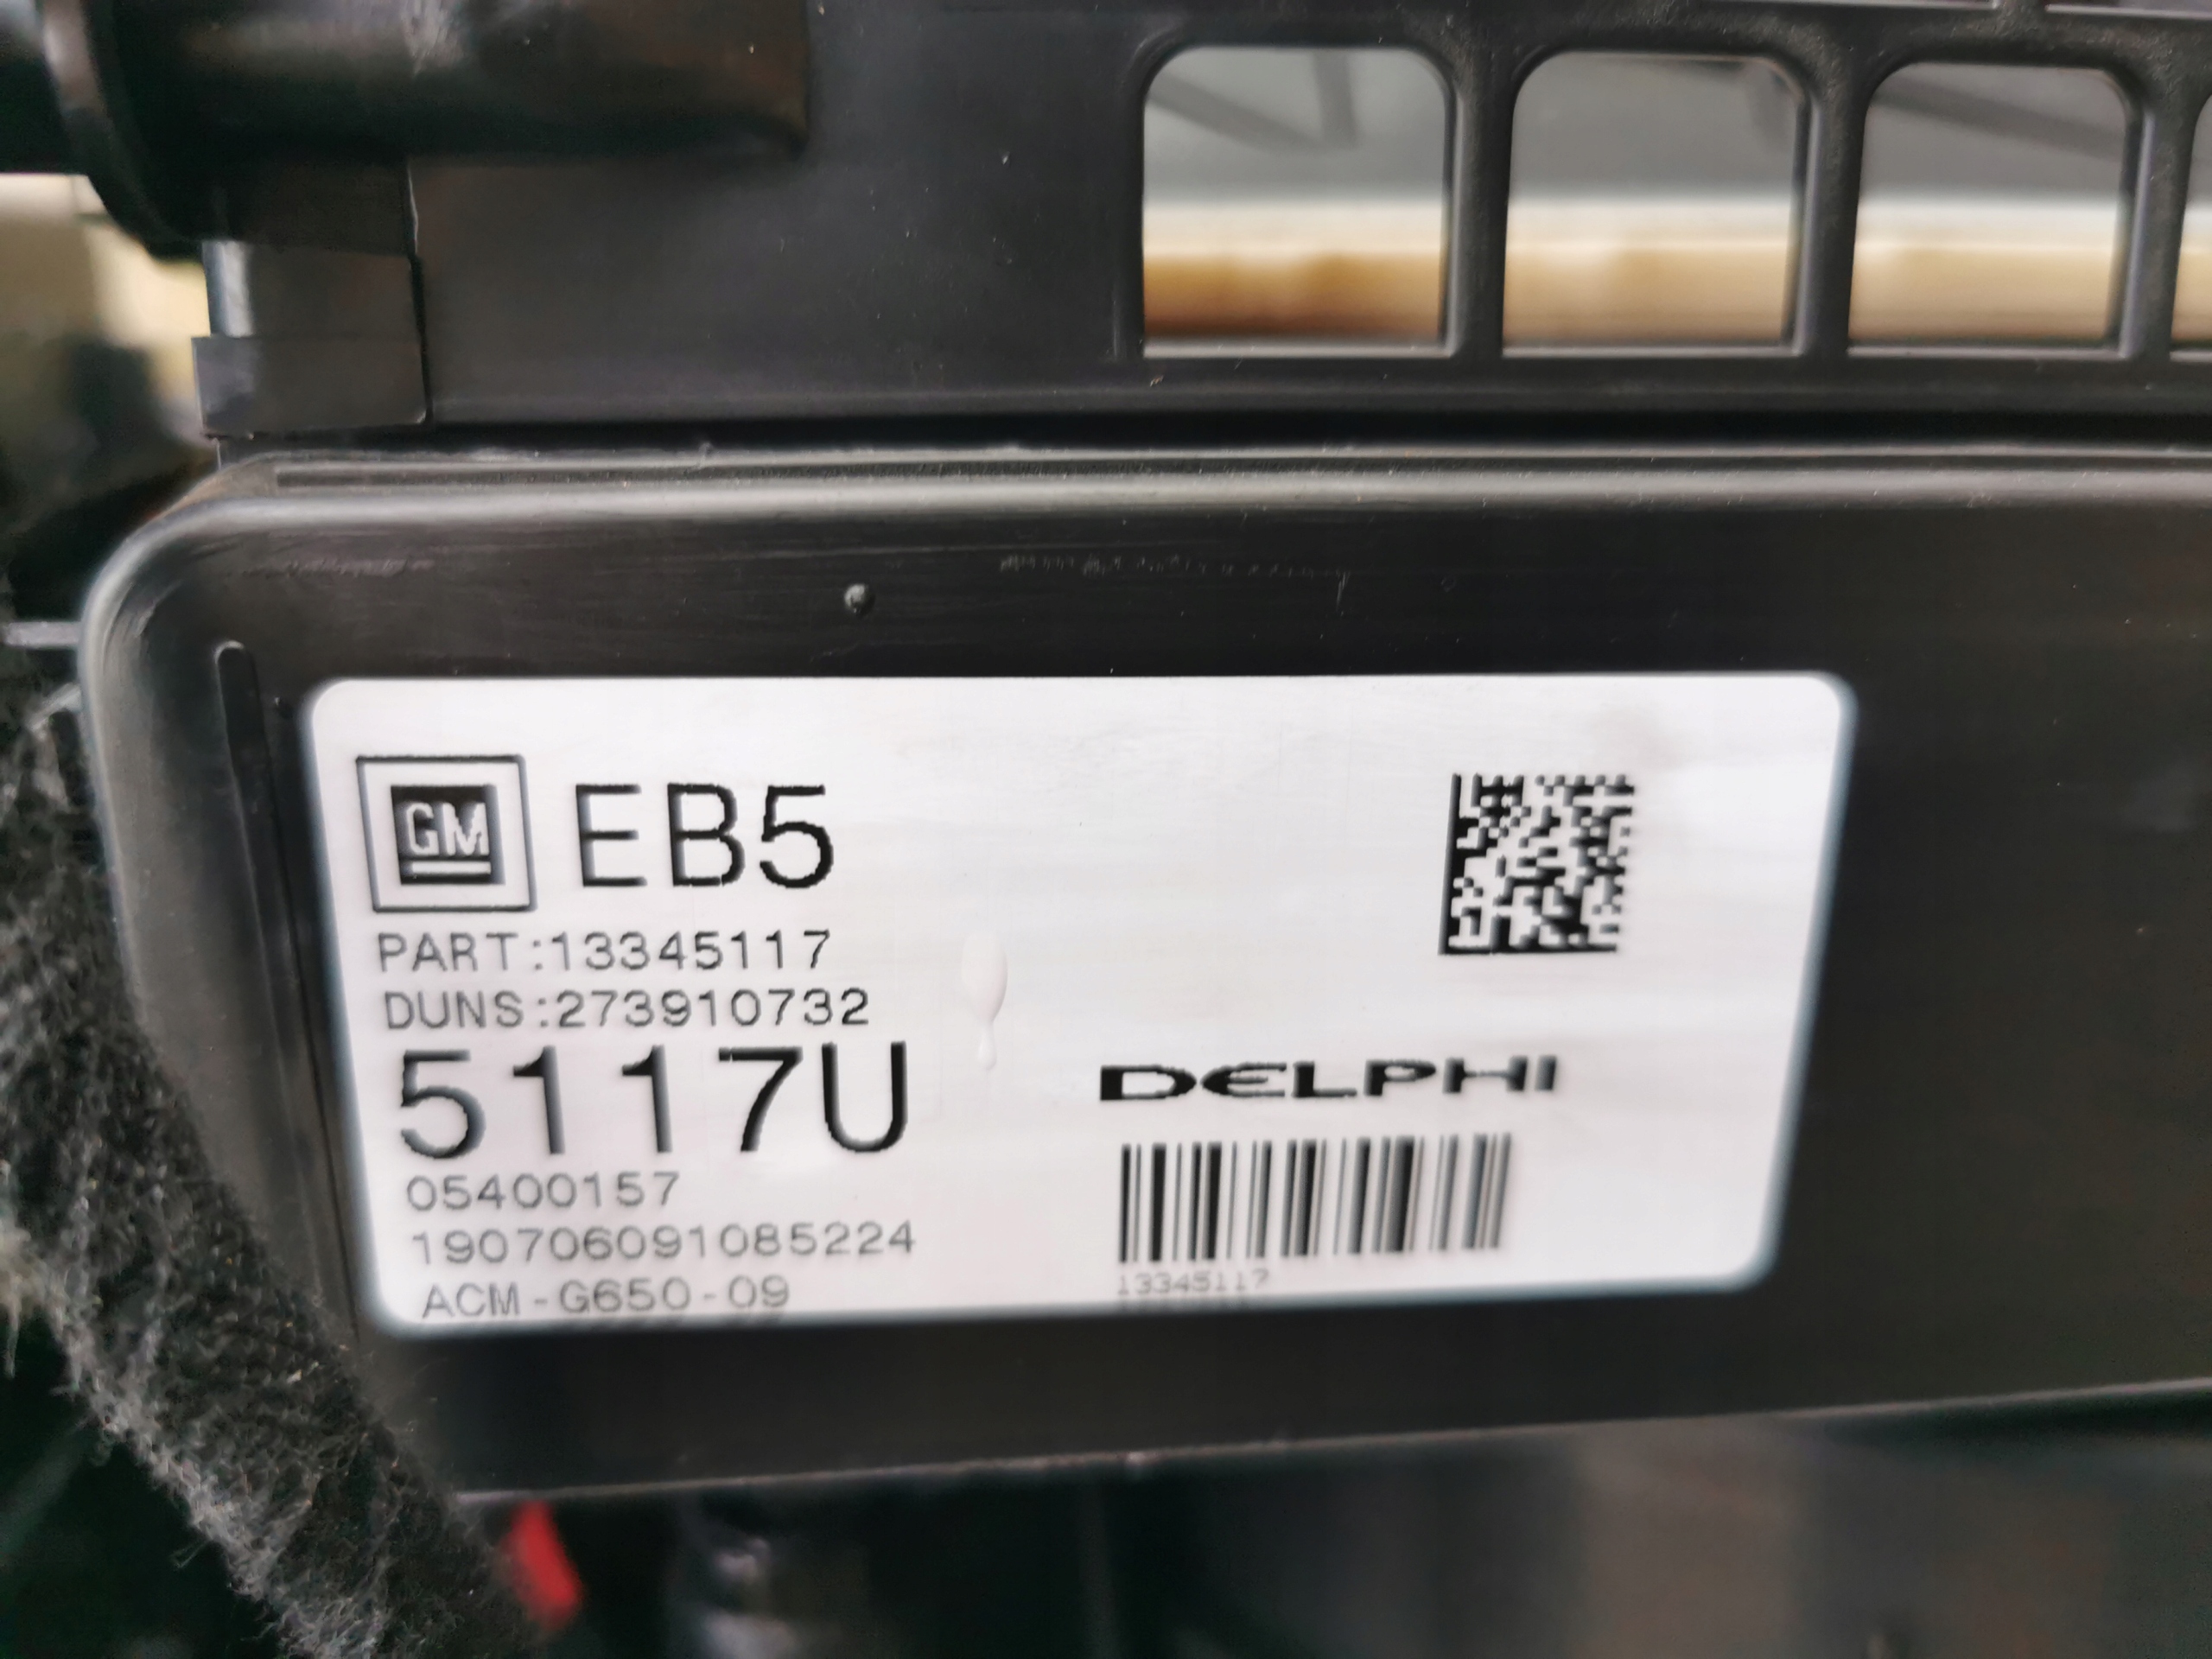 GM EB5
PART:13345117
DUNS:273910732
5117U
DELPHI
05400157
190706091085224
13345117
ACM-G650-09